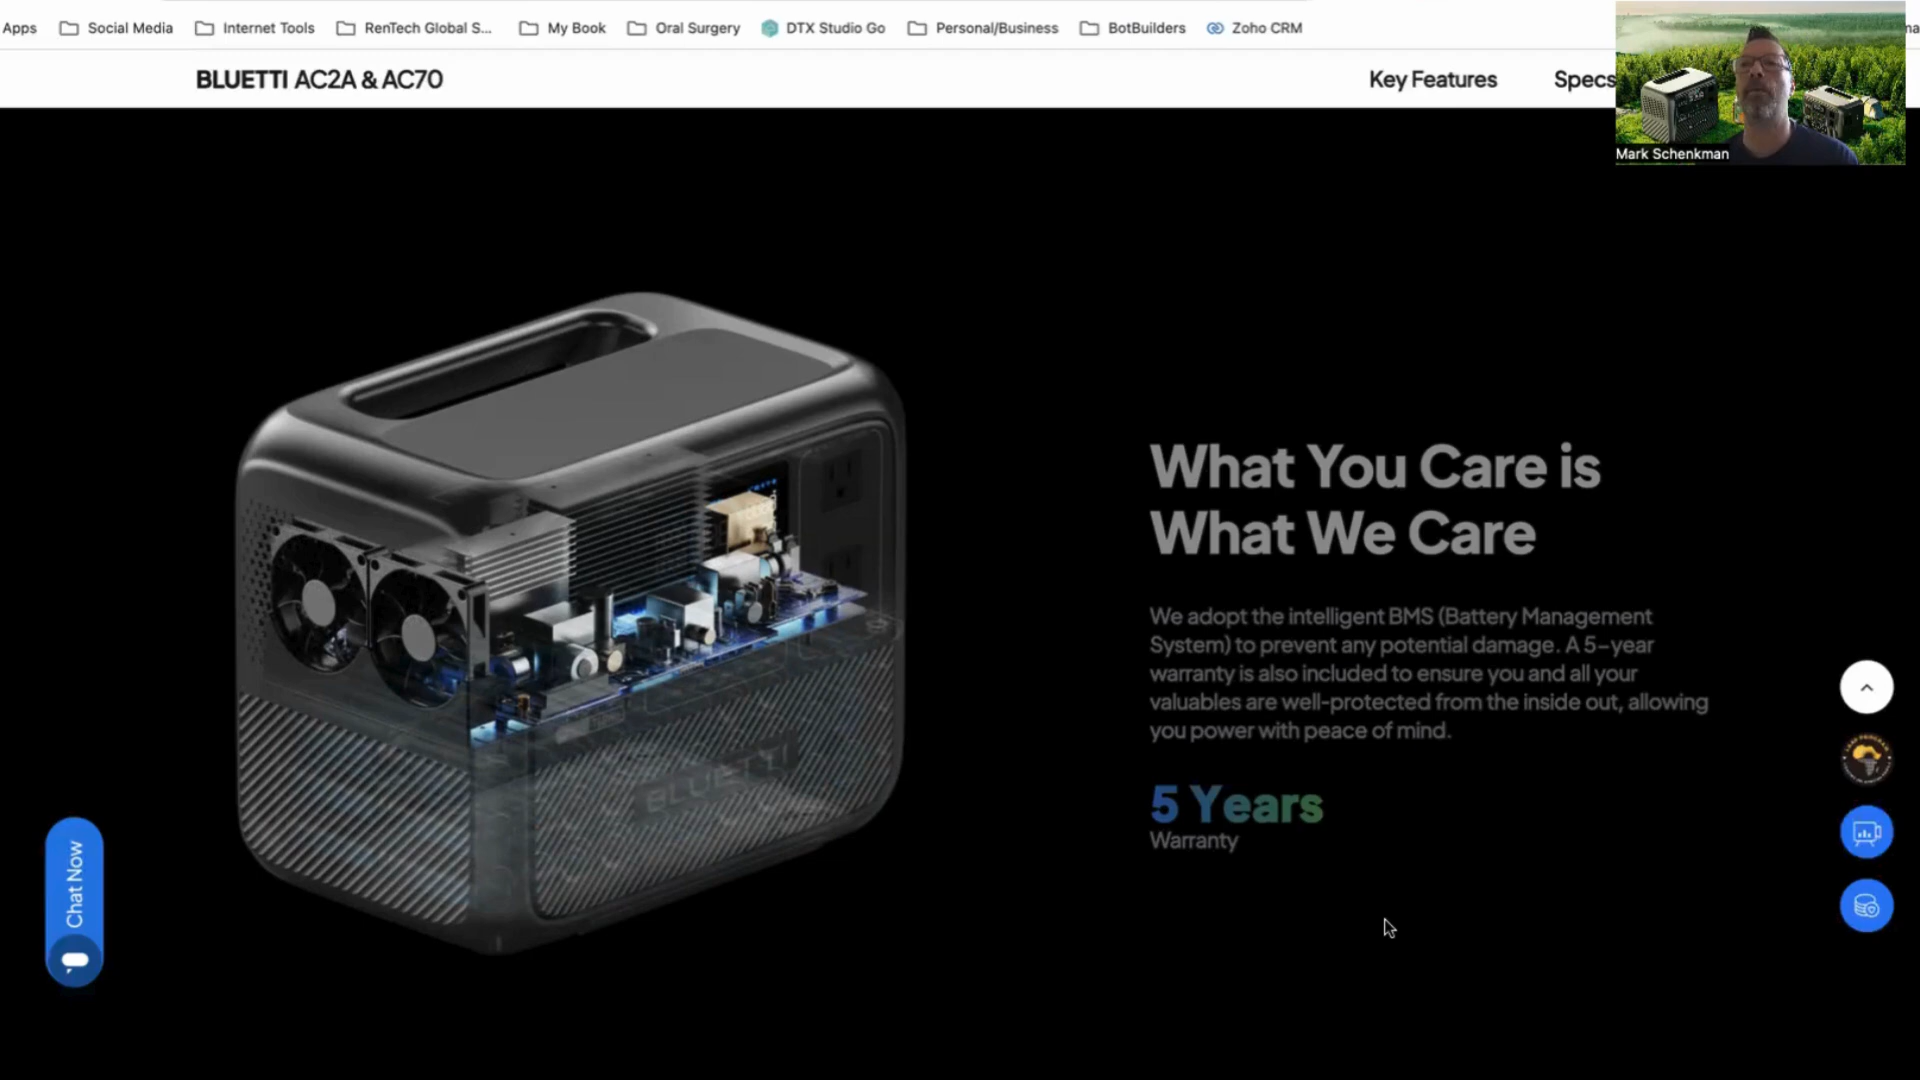 Apps Social Media Internet Tools RenTech Global S... My Book Oral Surgery DTX Studio Go Personal/Business BotBuilders Zoho CRM
BLUETTI AC2A & AC70 Key Features Specs
Mark Schenkman
What You Care is
What We Care
We adopt the intelligent BMS (Battery Management
System) to prevent any potential damage. A 5-year
warranty is also included to ensure you and all your
valuables are well-protected from the inside out, allowing
you power with peace of mind.
BLUETTI
5 Years
Warranty
Chat Now